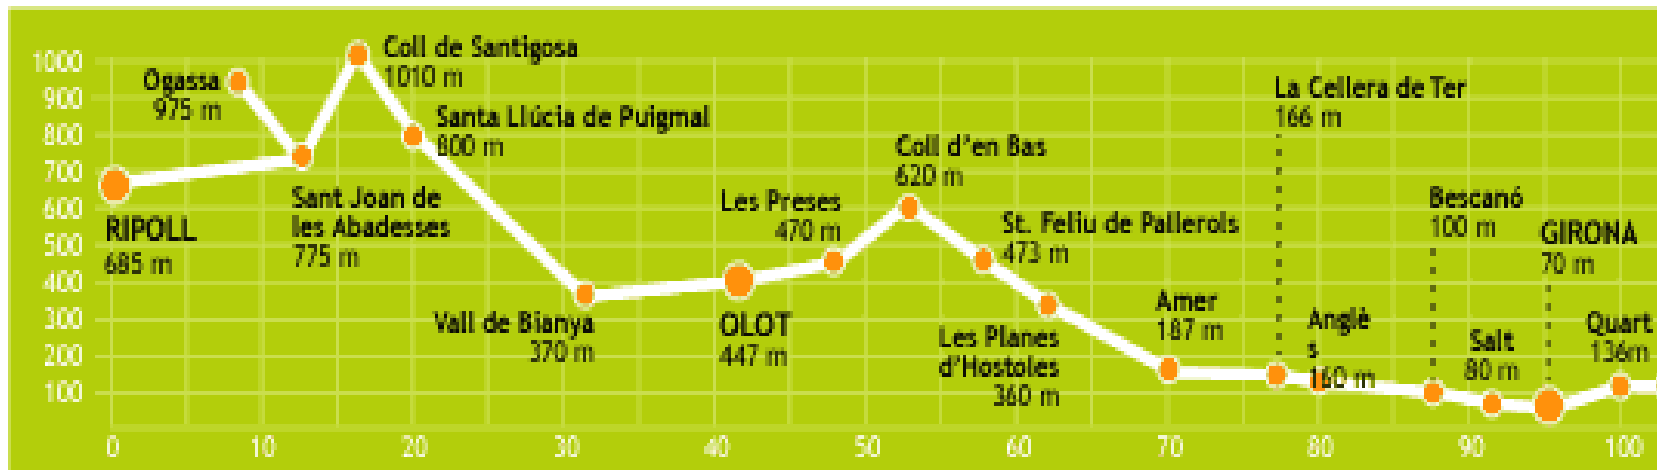 1000
900
800
700
600
500
400
300
200
100
Ogassa
975 m
Coll de Santigosa
1010 m
Santa Llúcia de Puigmal
800 m
RIPOLL
685 m
Sant Joan de
les Abadesses
775 m
Vall de Bianya
370 m
OLOT
447 m
Les Preses
470 m
Coll d'en Bas
620 m
St. Feliu de Pallerols
473 m
Les Planes
d'Hostoles
360 m
Amer
187 m
La Cellera de Ter
166 m
Anglè
s
160 m
Bescanó
100 m
Salt
80 m
GIRONA
70 m
Quart
136m
0 10 20 30 40 50 60 70 80 90 100